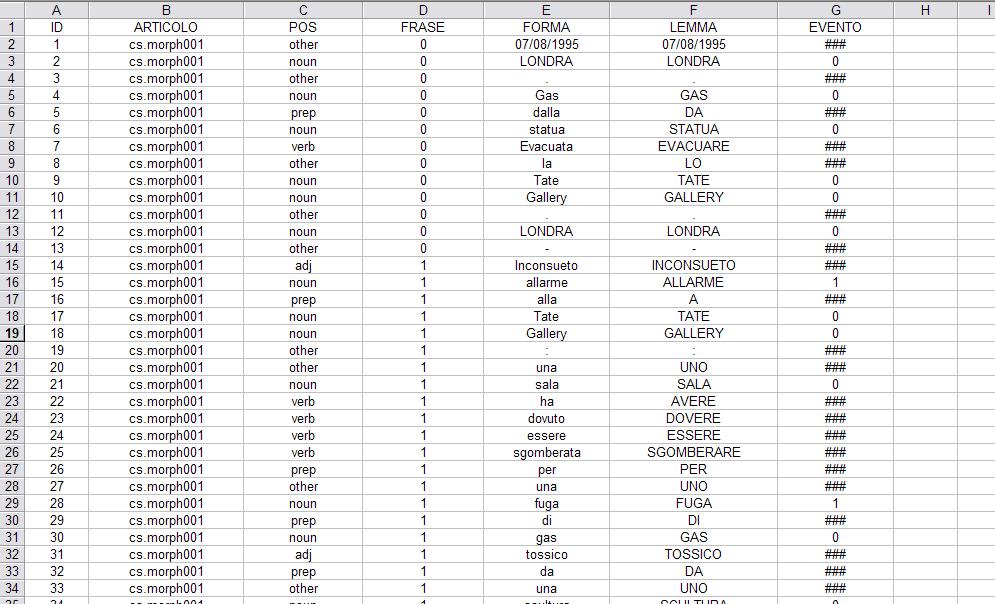 A B C D E F G H I
1 ID ARTICOLO POS FRASE FORMA LEMMA EVENTO
2 1 cs.morph001 other 0 07/08/1995 07/08/1995 ###
3 2 cs.morph001 noun 0 LONDRA LONDRA 0
4 3 cs.morph001 other 0 . . ###
5 4 cs.morph001 noun 0 Gas GAS 0
6 5 cs.morph001 prep 0 dalla DA ###
7 6 cs.morph001 noun 0 statua STATUA 0
8 7 cs.morph001 verb 0 Evacuata EVACUARE ###
9 8 cs.morph001 other 0 la LO ###
10 9 cs.morph001 noun 0 Tate TATE 0
11 10 cs.morph001 noun 0 Gallery GALLERY 0
12 11 cs.morph001 other 0 . . ###
13 12 cs.morph001 noun 0 LONDRA LONDRA 0
14 13 cs.morph001 other 0 - - ###
15 14 cs.morph001 adj 1 Inconsueto INCONSUETO ###
16 15 cs.morph001 noun 1 allarme ALLARME 1
17 16 cs.morph001 prep 1 alla A ###
18 17 cs.morph001 noun 1 Tate TATE 0
19 18 cs.morph001 noun 1 Gallery GALLERY 0
20 19 cs.morph001 other 1 : : ###
21 20 cs.morph001 other 1 una UNO ###
22 21 cs.morph001 noun 1 sala SALA 0
23 22 cs.morph001 verb 1 ha AVERE ###
24 23 cs.morph001 verb 1 dovuto DOVERE ###
25 24 cs.morph001 verb 1 essere ESSERE ###
26 25 cs.morph001 verb 1 sgomberata SGOMBERARE ###
27 26 cs.morph001 prep 1 per PER ###
28 27 cs.morph001 other 1 una UNO ###
29 28 cs.morph001 noun 1 fuga FUGA 1
30 29 cs.morph001 prep 1 di DI ###
31 30 cs.morph001 noun 1 gas GAS 0
32 31 cs.morph001 adj 1 tossico TOSSICO ###
33 32 cs.morph001 prep 1 da DA ###
34 33 cs.morph001 other 1 una UNO ###